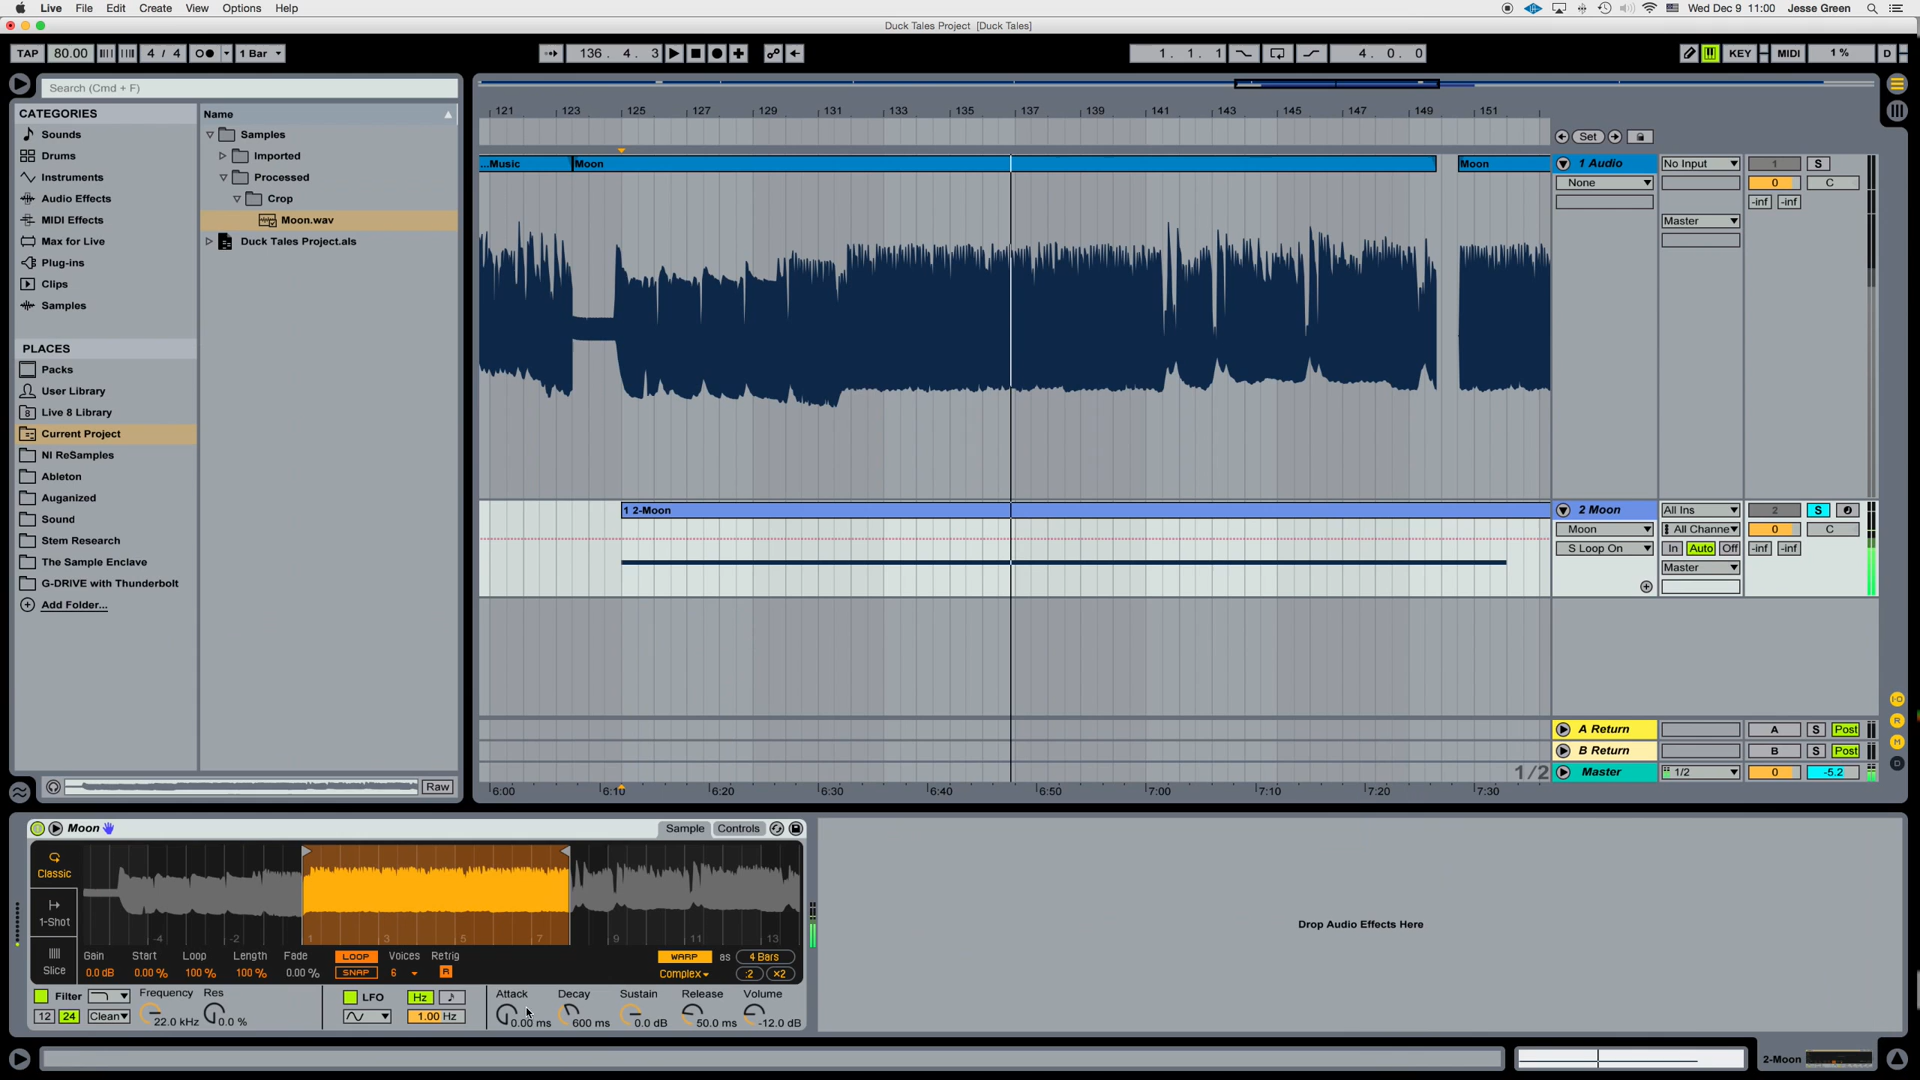 Live File Edit Create View Options Help Wed Dec 9 11:00 Jesse Green
Duck Tales Project [Duck Tales]
TAP 80.00 4 / 4 1 Bar 136. 4. 3 1. 1. 1 4. 0. 0 KEY MIDI 1 % D
Search (Cmd + F)
CATEGORIES
Sounds
Drums
Instruments
Audio Effects
MIDI Effects
Max for Live
Plug-ins
Clips
Samples
PLACES
Packs
User Library
Live 8 Library
Current Project
NI ReSamples
Ableton
Auganized
Sound
Stem Research
The Sample Enclave
G-DRIVE with Thunderbolt
Add Folder...
Name
Samples
Imported
Processed
Crop
Moon.wav
Duck Tales Project.als
Raw
121 123 125 127 129 131 133 135 137 139 141 143 145 147 149 151
Set
...Music Moon Moon
1 Audio No Input 1 S
None 0 C
-inf -inf
Master
1 2-Moon
2 Moon All Ins 2 S
Moon All Channe 0 C
S Loop On In Auto Off -inf -inf
Master
A Return A S Post
B Return B S Post
1/2 Master 1/2 0 -5.2
6:00 6:10 6:20 6:30 6:40 6:50 7:00 7:10 7:20 7:30
Moon Sample Controls
Classic
1-Shot
Slice
-4 -2 1 3 5 7 9 11 13
Gain Start Loop Length Fade LOOP Voices Retrig WARP as 4 Bars
0.0 dB 0.00 % 100 % 100 % 0.00 % SNAP 6 R Complex :2 ×2
Filter Frequency Res LFO Hz Attack Decay Sustain Release Volume
12 24 Clean 22.0 kHz 0.0 % 1.00 Hz 0.00 ms 600 ms 0.0 dB 50.0 ms -12.0 dB
Drop Audio Effects Here
2-Moon